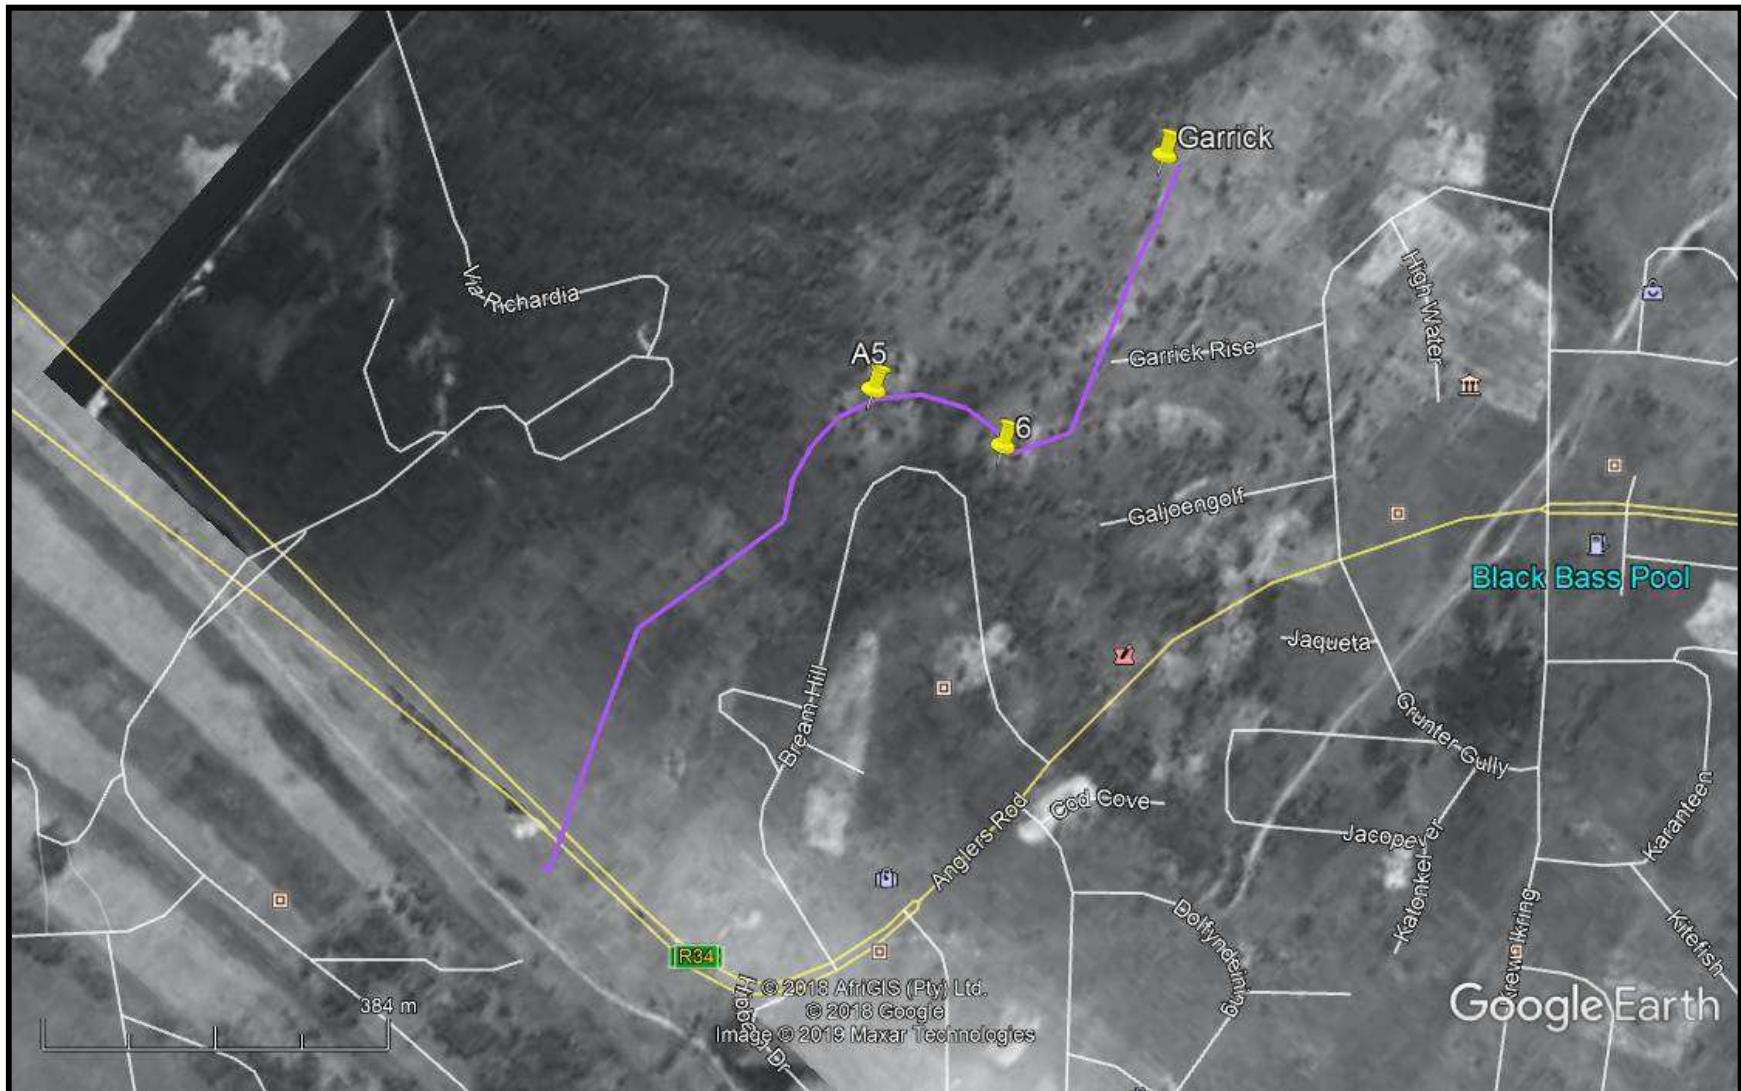 Garrick
Via Richardia
High Water
A5
Garrick Rise
6
Galjoengolf
Black Bass Pool
Jaqueta
Bream Hill
Grunter Gully
Cod Cove
Anglers Rod
Jacopever
Karanteen
Katonkel
Dolfyndeining
Kitefish
R34
384 m
© 2018 AfriGIS (Pty) Ltd.
© 2018 Google
Image © 2019 Maxar Technologies
Google Earth